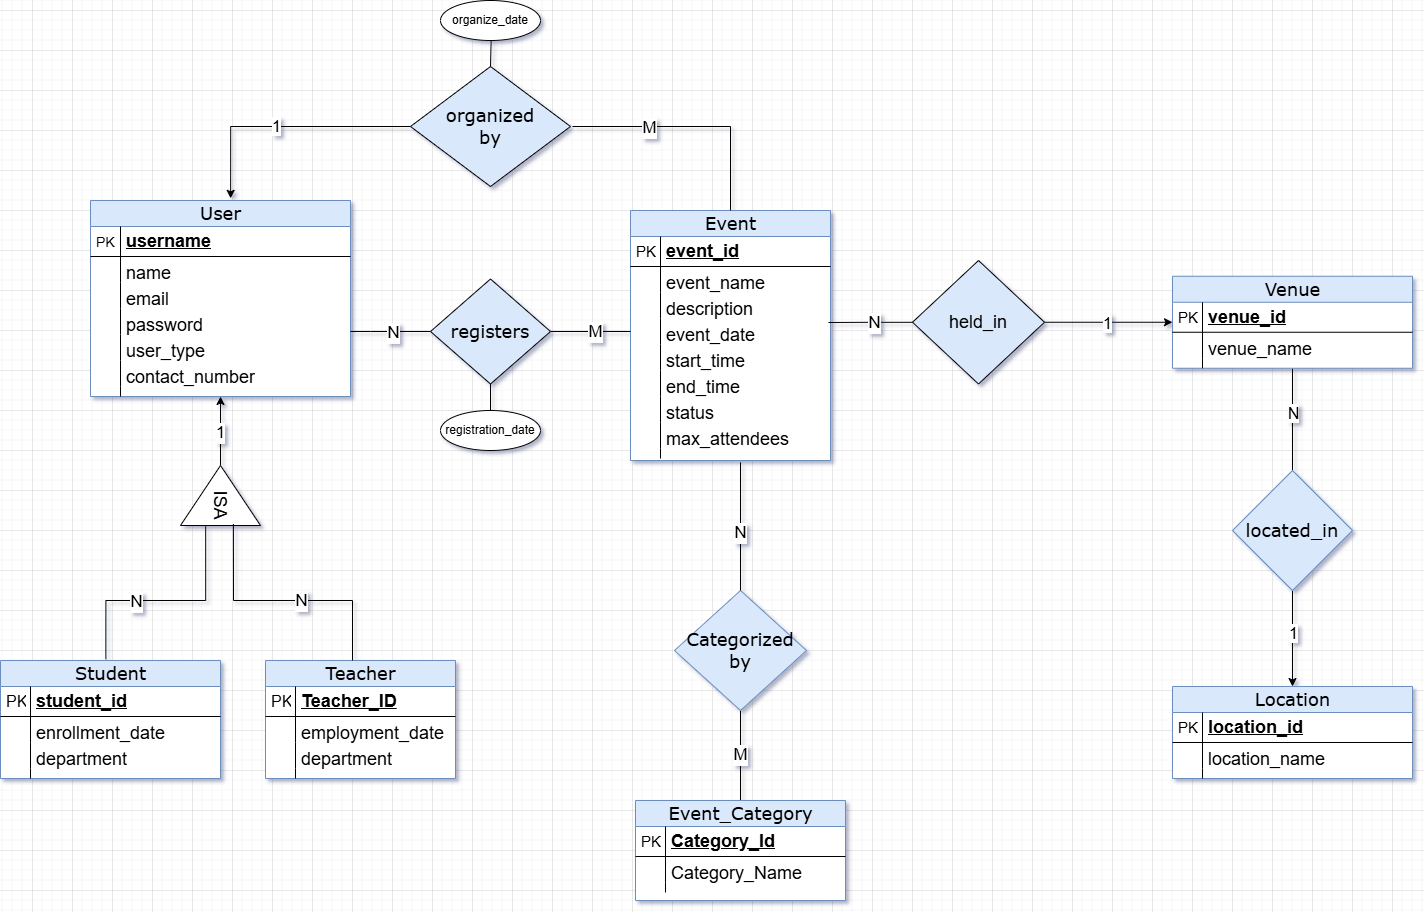 organize_date
organized
by
1
M
User
PK username
name
email
password
user_type
contact_number
Event
PK event_id
event_name
description
event_date
start_time
end_time
status
max_attendees
N
registers
M
registration_date
N
held_in
1
Venue
PK venue_id
venue_name
1
ISA
N
N
Student
PK student_id
enrollment_date
department
Teacher
PK Teacher_ID
employment_date
department
N
Categorized
by
M
Event_Category
PK Category_Id
Category_Name
N
located_in
1
Location
PK location_id
location_name